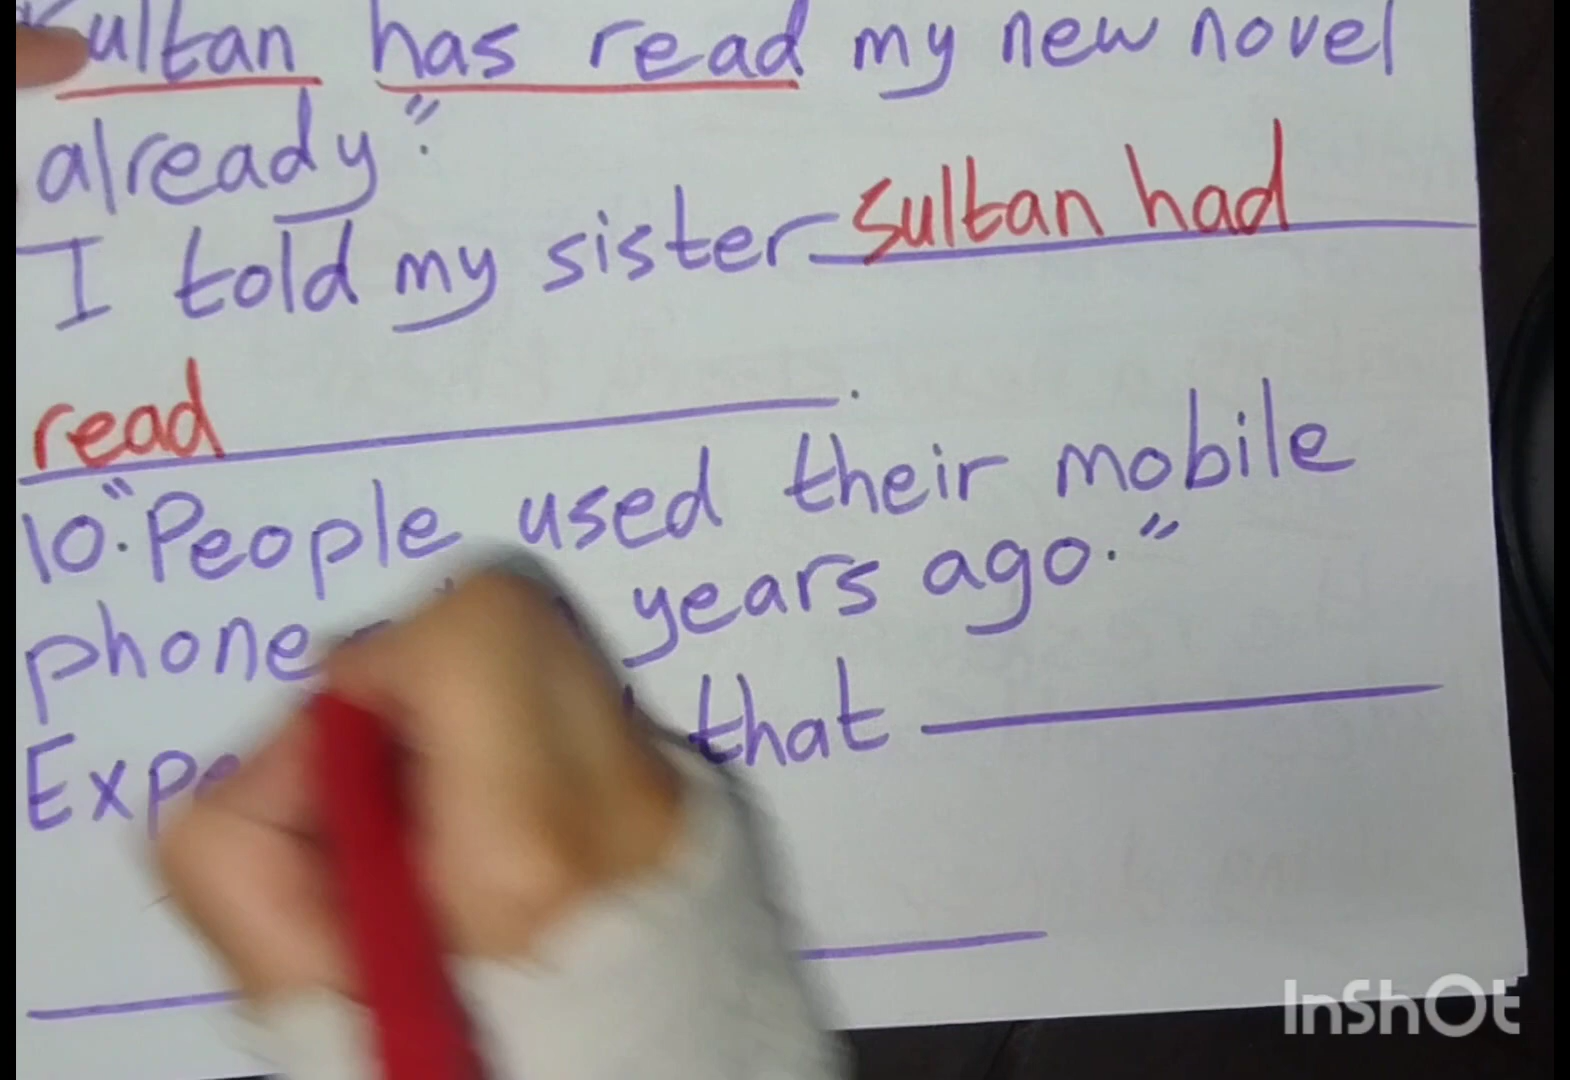 Sultan has read my new novel
already".
I told my sister Sultan had
read .
10."People used their mobile
phone years ago."
that
InShOt